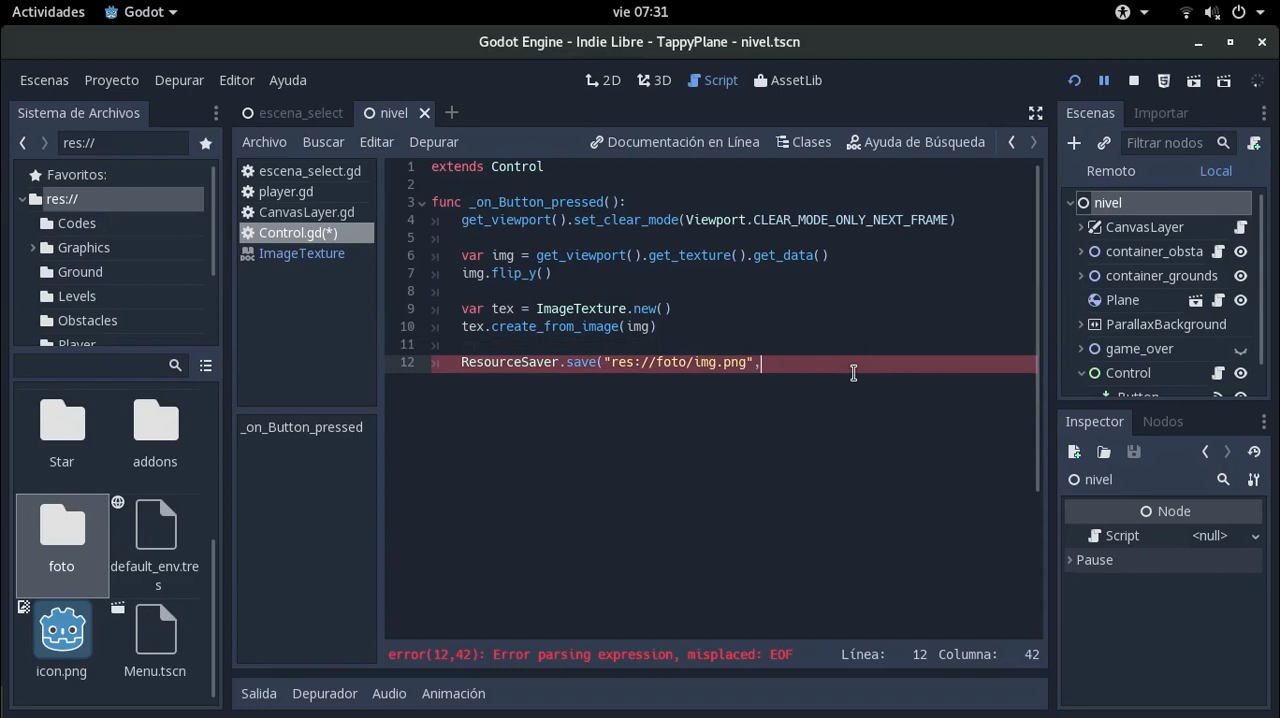 Actividades Godot vie 07:31
Godot Engine - Indie Libre - TappyPlane - nivel.tscn
Escenas Proyecto Depurar Editor Ayuda 2D 3D Script AssetLib
Sistema de Archivos
res://
Favoritos:
res://
Codes
Graphics
Ground
Levels
Obstacles
Player
Star
addons
foto
default_env.tre
s
icon.png
Menu.tscn
escena_select nivel
Archivo Buscar Editar Depurar Documentación en Línea Clases Ayuda de Búsqueda
escena_select.gd
player.gd
CanvasLayer.gd
Control.gd(*)
ImageTexture
_on_Button_pressed
1 extends Control
2
3 func _on_Button_pressed():
4 get_viewport().set_clear_mode(Viewport.CLEAR_MODE_ONLY_NEXT_FRAME)
5
6 var img = get_viewport().get_texture().get_data()
7 img.flip_y()
8
9 var tex = ImageTexture.new()
10 tex.create_from_image(img)
11
12 ResourceSaver.save("res://foto/img.png",
error(12,42): Error parsing expression, misplaced: EOF Línea: 12 Columna: 42
Salida Depurador Audio Animación
Escenas Importar
Filtrar nodos
Remoto Local
nivel
CanvasLayer
container_obsta
container_grounds
Plane
ParallaxBackground
game_over
Control
Button
Inspector Nodos
nivel
Node
Script <null>
Pause